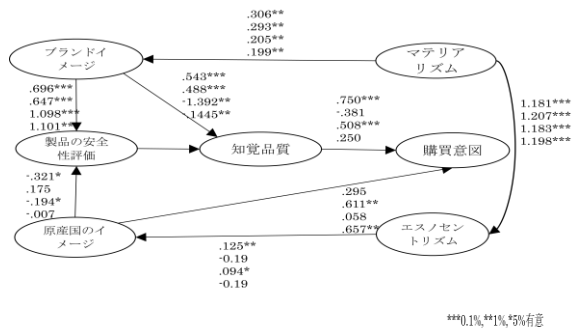 .306**
.293**
.205**
.199**
ブランドイ
メージ
マテリア
リズム
.543***
.488***
-1.392**
.1445**
.696***
.647***
1.098***
1.101**
.750***
-.381
.508***
.250
1.181***
1.207***
1.183***
1.198***
製品の安全
性評価
知覚品質
購買意図
-.321*
.175
-.194*
-.007
.295
.611**
.058
.657**
原産国のイ
メージ
エスノセン
トリズム
.125**
-0.19
.094*
-0.19
***0.1%,**1%,*5%有意